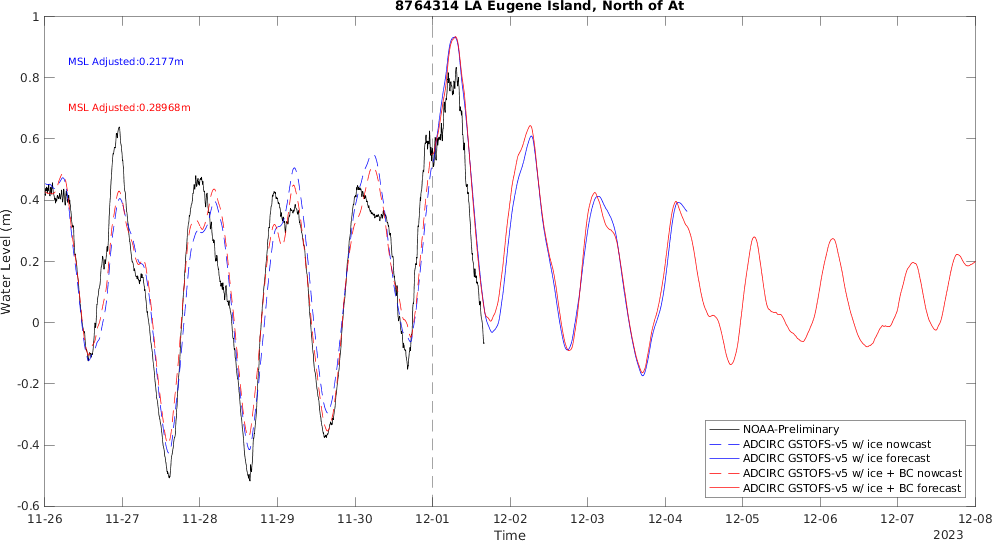 8764314 LA Eugene Island, North of At
MSL Adjusted:0.2177m
MSL Adjusted:0.28968m
Water Level (m)
1
0.8
0.6
0.4
0.2
0
-0.2
-0.4
-0.6
11-26 11-27 11-28 11-29 11-30 12-01 12-02 12-03 12-04 12-05 12-06 12-07 12-08
Time
2023
NOAA-Preliminary
ADCIRC GSTOFS-v5 w/ ice nowcast
ADCIRC GSTOFS-v5 w/ ice forecast
ADCIRC GSTOFS-v5 w/ ice + BC nowcast
ADCIRC GSTOFS-v5 w/ ice + BC forecast